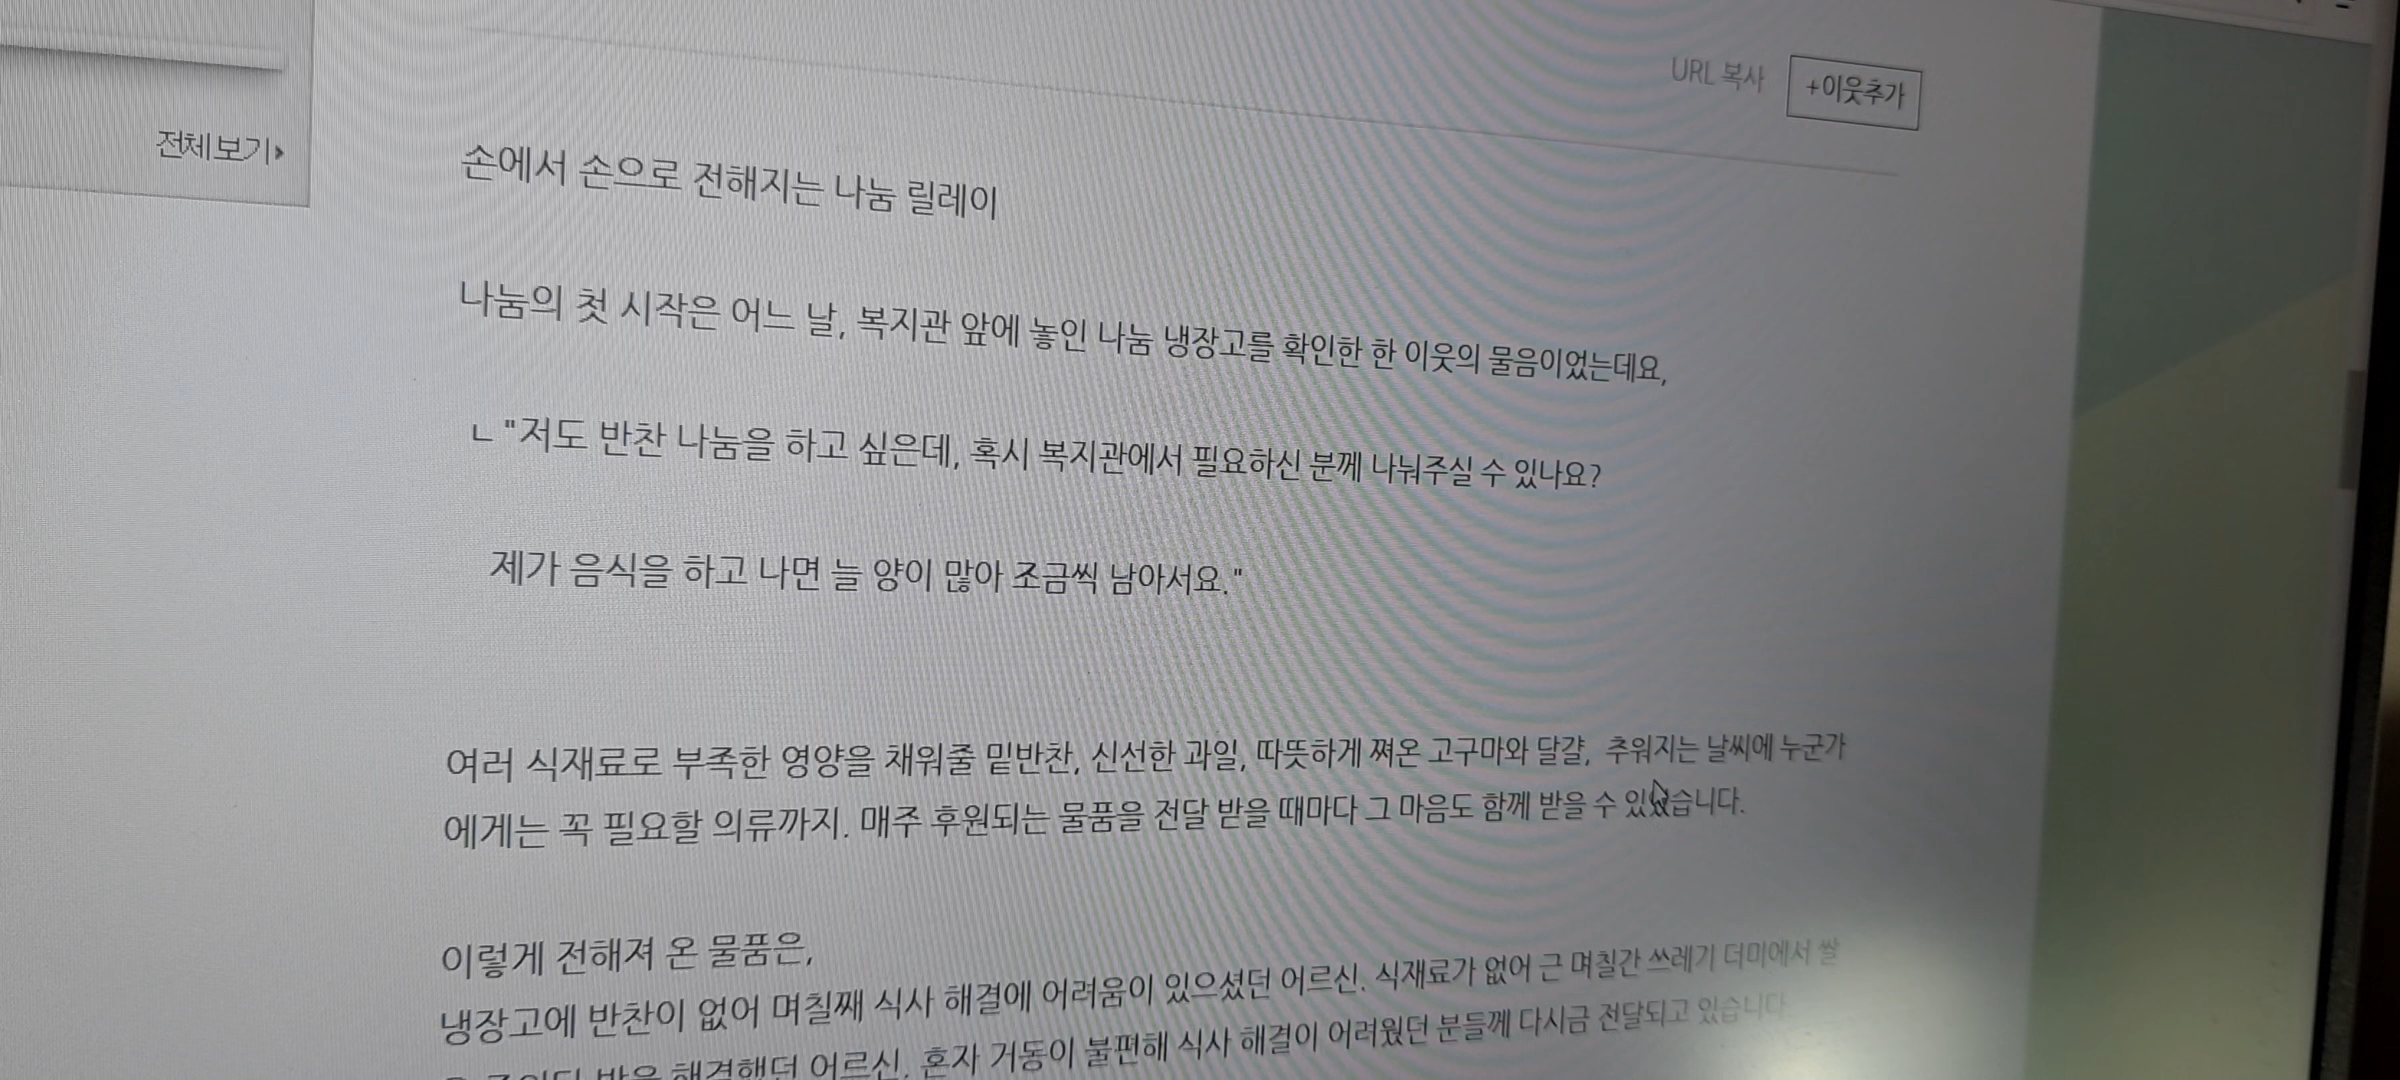 URL 복사 +이웃추가
전체보기
손에서 손으로 전해지는 나눔 릴레이
나눔의 첫 시작은 어느 날, 복지관 앞에 놓인 나눔 냉장고를 확인한 한 이웃의 물음이었는데요,
ㄴ "저도 반찬 나눔을 하고 싶은데, 혹시 복지관에서 필요하신 분께 나눠주실 수 있나요?
제가 음식을 하고 나면 늘 양이 많아 조금씩 남아서요."
여러 식재료로 부족한 영양을 채워줄 밑반찬, 신선한 과일, 따뜻하게 쪄온 고구마와 달걀, 추워지는 날씨에 누군가
에게는 꼭 필요할 의류까지. 매주 후원되는 물품을 전달 받을 때마다 그 마음도 함께 받을 수 있었습니다.
이렇게 전해져 온 물품은,
냉장고에 반찬이 없어 며칠째 식사 해결에 어려움이 있으셨던 어르신. 식재료가 없어 근 며칠간 쓰레기 더미에서 쌀
밥을 해결했던 어르신. 혼자 거동이 불편해 식사 해결이 어려웠던 분들께 다시금 전달되고 있습니다